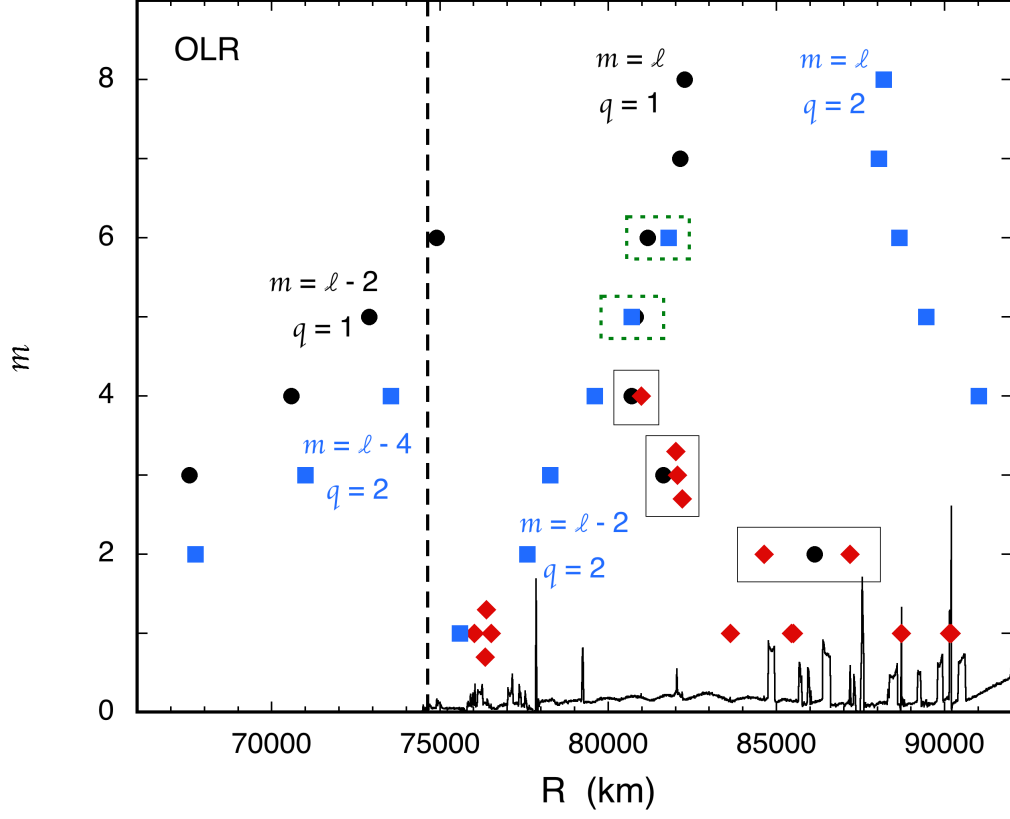 OLR
m = ℓ
q = 1
m = ℓ
q = 2
m = ℓ - 2
q = 1
m = ℓ - 4
q = 2
m = ℓ - 2
q = 2
8
6
4
2
0
m
70000 75000 80000 85000 90000
R (km)